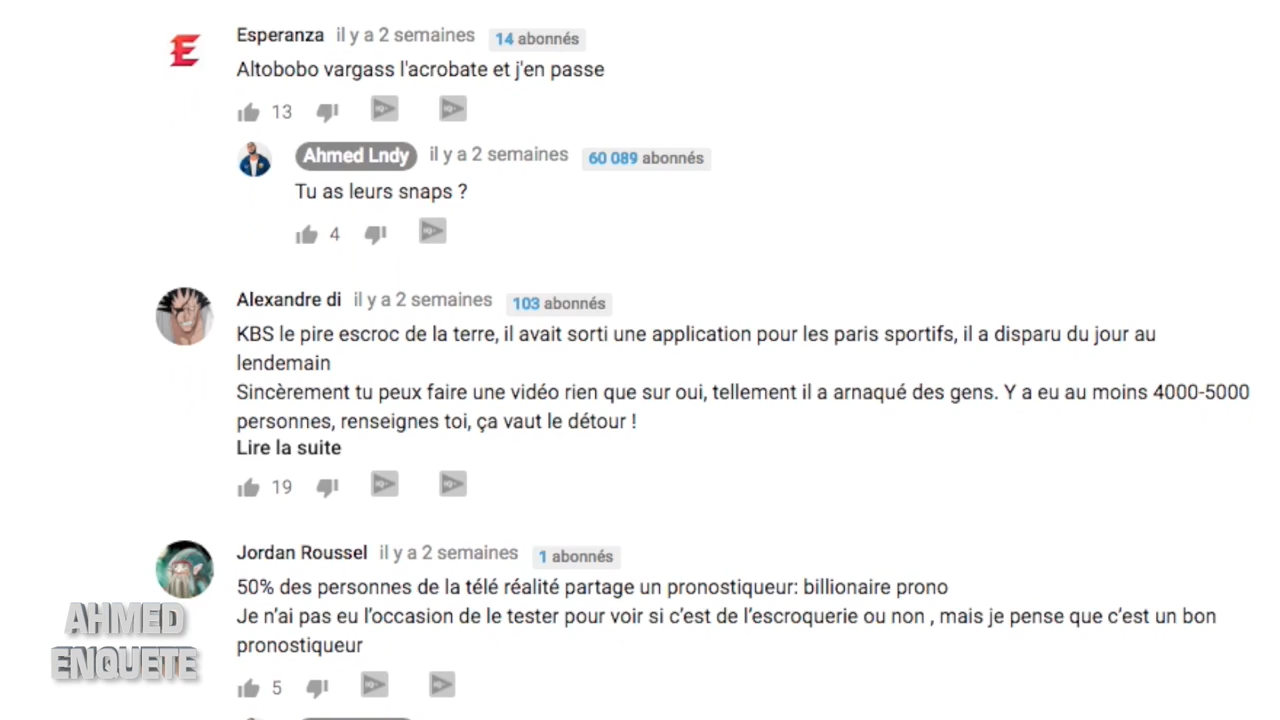 Esperanza il y a 2 semaines 14 abonnés
Altobobo vargass l'acrobate et j'en passe
13
Ahmed Lndy il y a 2 semaines 60 089 abonnés
Tu as leurs snaps ?
4
Alexandre di il y a 2 semaines 103 abonnés
KBS le pire escroc de la terre, il avait sorti une application pour les paris sportifs, il a disparu du jour au
lendemain
Sincèrement tu peux faire une vidéo rien que sur oui, tellement il a arnaqué des gens. Y a eu au moins 4000-5000
personnes, renseignes toi, ça vaut le détour !
Lire la suite
19
Jordan Roussel il y a 2 semaines 1 abonnés
50% des personnes de la télé réalité partage un pronostiqueur: billionaire prono
Je n'ai pas eu l'occasion de le tester pour voir si c'est de l'escroquerie ou non , mais je pense que c'est un bon
pronostiqueur
5
AHMED
ENQUETE